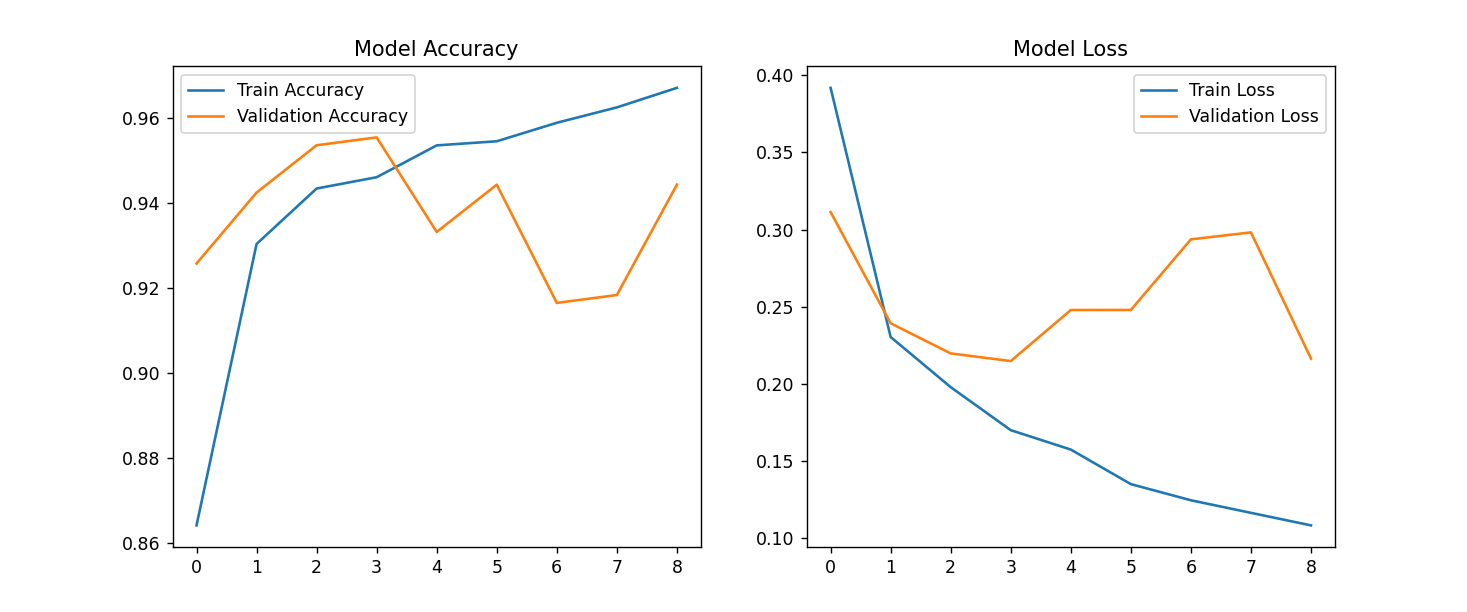 Model Accuracy
Train Accuracy
Validation Accuracy
0.96
0.94
0.92
0.90
0.88
0.86
0 1 2 3 4 5 6 7 8
Model Loss
Train Loss
Validation Loss
0.40
0.35
0.30
0.25
0.20
0.15
0.10
0 1 2 3 4 5 6 7 8